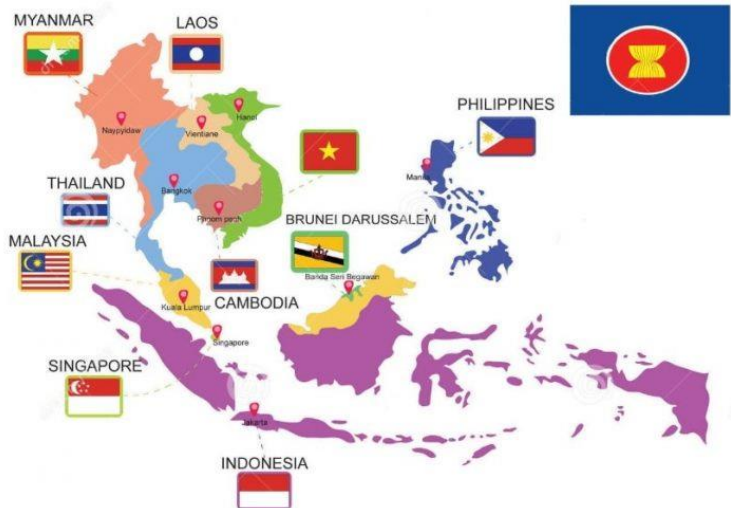 MYANMAR
LAOS
PHILIPPINES
Naypyidaw
Vientiane
Hanoi
Manila
THAILAND
Bangkok
Phnom penh
BRUNEI DARUSSALEM
MALAYSIA
Banda Seri Begawan
Kuala Lumpur
CAMBODIA
Singapore
SINGAPORE
Jakarta
INDONESIA